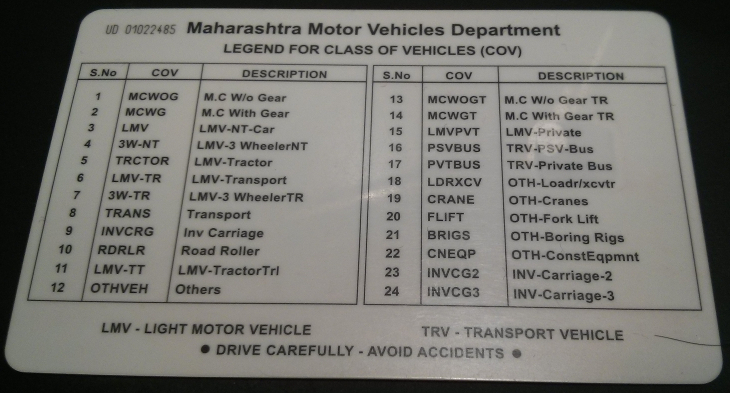 UD 01022485 Maharashtra Motor Vehicles Department
LEGEND FOR CLASS OF VEHICLES (COV)
S.No COV DESCRIPTION
1 MCWOG M.C W/o Gear
2 MCWG M.C With Gear
3 LMV LMV-NT-Car
4 3W-NT LMV-3 WheelerNT
5 TRCTOR LMV-Tractor
6 LMV-TR LMV-Transport
7 3W-TR LMV-3 WheelerTR
8 TRANS Transport
9 INVCRG Inv Carriage
10 RDRLR Road Roller
11 LMV-TT LMV-TractorTrl
12 OTHVEH Others
S.No COV DESCRIPTION
13 MCWOGT M.C W/o Gear TR
14 MCWGT M.C With Gear TR
15 LMVPVT LMV-Private
16 PSVBUS TRV-PSV-Bus
17 PVTBUS TRV-Private Bus
18 LDRXCV OTH-Loadr/xcvtr
19 CRANE OTH-Cranes
20 FLIFT OTH-Fork Lift
21 BRIGS OTH-Boring Rigs
22 CNEQP OTH-ConstEqpmnt
23 INVCG2 INV-Carriage-2
24 INVCG3 INV-Carriage-3
LMV - LIGHT MOTOR VEHICLE TRV - TRANSPORT VEHICLE
● DRIVE CAREFULLY - AVOID ACCIDENTS ●